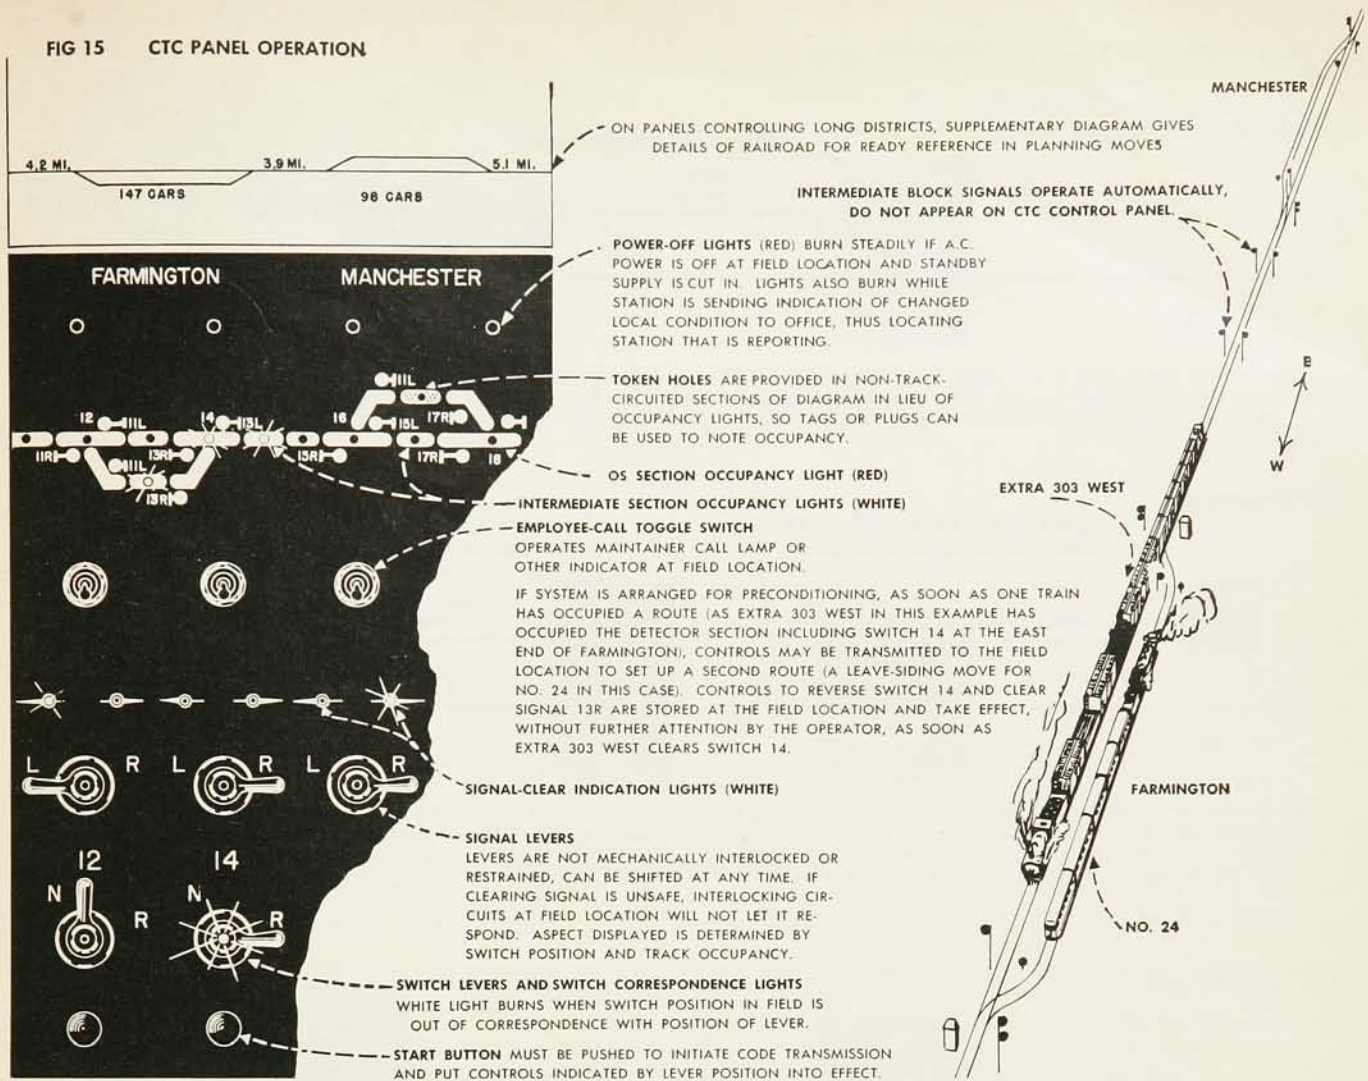 FIG 15 CTC PANEL OPERATION
4.2 MI. 3.9 MI. 5.1 MI.
147 CARS 98 CARS
FARMINGTON MANCHESTER
11L
12 11L 14 13L 16 15L 17R
11R 13R 15R 17R 18
11L
13R
L R L R L R
12 14
N R N R
ON PANELS CONTROLLING LONG DISTRICTS, SUPPLEMENTARY DIAGRAM GIVES
DETAILS OF RAILROAD FOR READY REFERENCE IN PLANNING MOVES
INTERMEDIATE BLOCK SIGNALS OPERATE AUTOMATICALLY,
DO NOT APPEAR ON CTC CONTROL PANEL.
POWER-OFF LIGHTS (RED) BURN STEADILY IF A.C.
POWER IS OFF AT FIELD LOCATION AND STANDBY
SUPPLY IS CUT IN. LIGHTS ALSO BURN WHILE
STATION IS SENDING INDICATION OF CHANGED
LOCAL CONDITION TO OFFICE, THUS LOCATING
STATION THAT IS REPORTING.
TOKEN HOLES ARE PROVIDED IN NON-TRACK-
CIRCUITED SECTIONS OF DIAGRAM IN LIEU OF
OCCUPANCY LIGHTS, SO TAGS OR PLUGS CAN
BE USED TO NOTE OCCUPANCY.
OS SECTION OCCUPANCY LIGHT (RED)
INTERMEDIATE SECTION OCCUPANCY LIGHTS (WHITE)
EMPLOYEE-CALL TOGGLE SWITCH
OPERATES MAINTAINER CALL LAMP OR
OTHER INDICATOR AT FIELD LOCATION.
IF SYSTEM IS ARRANGED FOR PRECONDITIONING, AS SOON AS ONE TRAIN
HAS OCCUPIED A ROUTE (AS EXTRA 303 WEST IN THIS EXAMPLE HAS
OCCUPIED THE DETECTOR SECTION INCLUDING SWITCH 14 AT THE EAST
END OF FARMINGTON), CONTROLS MAY BE TRANSMITTED TO THE FIELD
LOCATION TO SET UP A SECOND ROUTE (A LEAVE-SIDING MOVE FOR
NO. 24 IN THIS CASE). CONTROLS TO REVERSE SWITCH 14 AND CLEAR
SIGNAL 13R ARE STORED AT THE FIELD LOCATION AND TAKE EFFECT,
WITHOUT FURTHER ATTENTION BY THE OPERATOR, AS SOON AS
EXTRA 303 WEST CLEARS SWITCH 14.
SIGNAL-CLEAR INDICATION LIGHTS (WHITE)
SIGNAL LEVERS
LEVERS ARE NOT MECHANICALLY INTERLOCKED OR
RESTRAINED, CAN BE SHIFTED AT ANY TIME. IF
CLEARING SIGNAL IS UNSAFE, INTERLOCKING CIR-
CUITS AT FIELD LOCATION WILL NOT LET IT RE-
SPOND. ASPECT DISPLAYED IS DETERMINED BY
SWITCH POSITION AND TRACK OCCUPANCY.
SWITCH LEVERS AND SWITCH CORRESPONDENCE LIGHTS
WHITE LIGHT BURNS WHEN SWITCH POSITION IN FIELD IS
OUT OF CORRESPONDENCE WITH POSITION OF LEVER.
START BUTTON MUST BE PUSHED TO INITIATE CODE TRANSMISSION
AND PUT CONTROLS INDICATED BY LEVER POSITION INTO EFFECT.
MANCHESTER
E
W
EXTRA 303 WEST
FARMINGTON
NO. 24